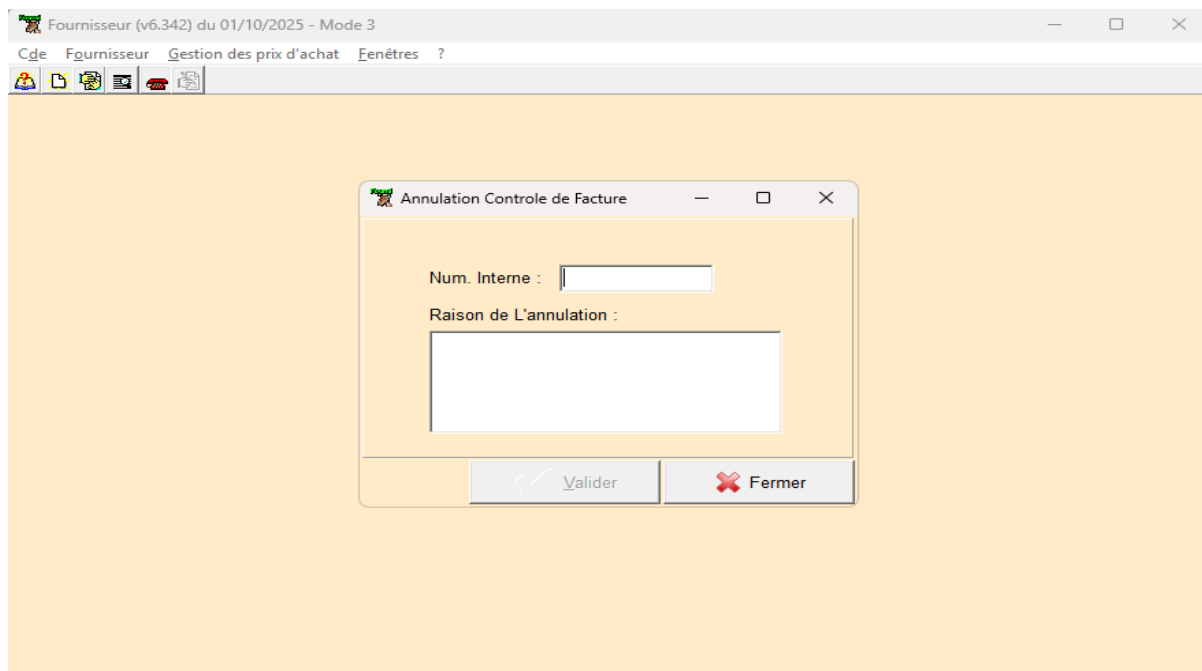 Fournisseur (v6.342) du 01/10/2025 - Mode 3
Cde Fournisseur Gestion des prix d'achat Fenêtres ?
Annulation Controle de Facture
Num. Interne :
Raison de L'annulation :
Valider Fermer